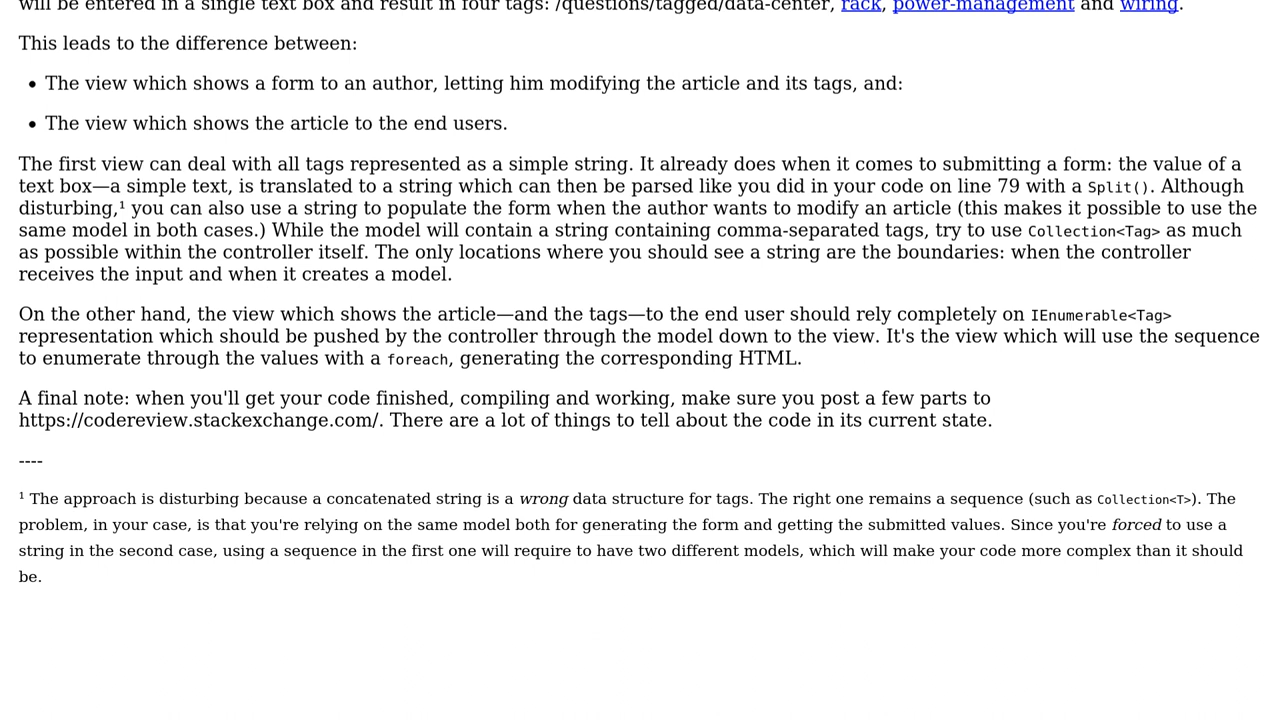 will be entered in a single text box and result in four tags: /questions/tagged/data-center, rack, power-management and wiring.
This leads to the difference between:
• The view which shows a form to an author, letting him modifying the article and its tags, and:
• The view which shows the article to the end users.
The first view can deal with all tags represented as a simple string. It already does when it comes to submitting a form: the value of a
text box—a simple text, is translated to a string which can then be parsed like you did in your code on line 79 with a Split(). Although
disturbing,¹ you can also use a string to populate the form when the author wants to modify an article (this makes it possible to use the
same model in both cases.) While the model will contain a string containing comma-separated tags, try to use Collection<Tag> as much
as possible within the controller itself. The only locations where you should see a string are the boundaries: when the controller
receives the input and when it creates a model.
On the other hand, the view which shows the article—and the tags—to the end user should rely completely on IEnumerable<Tag>
representation which should be pushed by the controller through the model down to the view. It's the view which will use the sequence
to enumerate through the values with a foreach, generating the corresponding HTML.
A final note: when you'll get your code finished, compiling and working, make sure you post a few parts to
https://codereview.stackexchange.com/. There are a lot of things to tell about the code in its current state.
----
¹ The approach is disturbing because a concatenated string is a wrong data structure for tags. The right one remains a sequence (such as Collection<T>). The
problem, in your case, is that you're relying on the same model both for generating the form and getting the submitted values. Since you're forced to use a
string in the second case, using a sequence in the first one will require to have two different models, which will make your code more complex than it should
be.